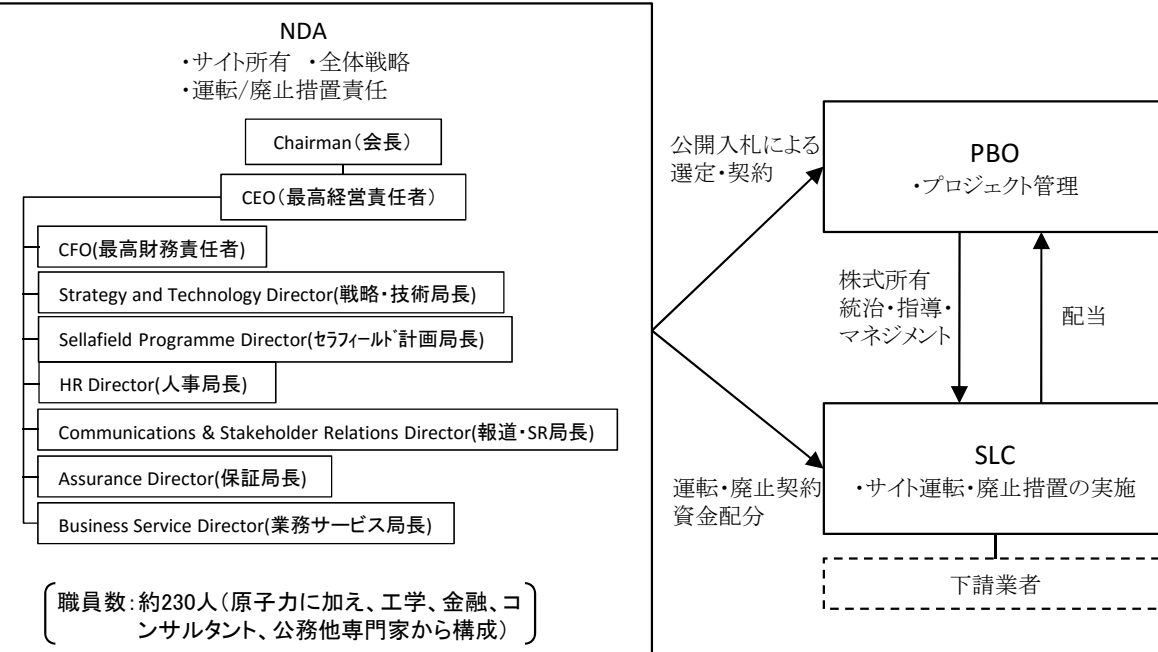 NDA
・サイト所有 ・全体戦略
・運転/廃止措置責任
Chairman(会長)
CEO(最高経営責任者)
CFO(最高財務責任者)
Strategy and Technology Director(戦略・技術局長)
Sellafield Programme Director(セラフィールド計画局長)
HR Director(人事局長)
Communications & Stakeholder Relations Director(報道・SR局長)
Assurance Director(保証局長)
Business Service Director(業務サービス局長)
職員数:約230人(原子力に加え、工学、金融、コ
ンサルタント、公務他専門家から構成)
公開入札による
選定・契約
運転・廃止契約
資金配分
PBO
・プロジェクト管理
株式所有
統治・指導・
マネジメント
配当
SLC
・サイト運転・廃止措置の実施
下請業者